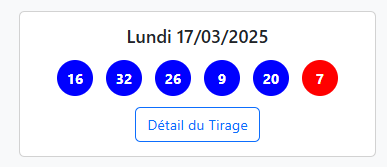 Lundi 17/03/2025
16 32 26 9 20 7
Détail du Tirage